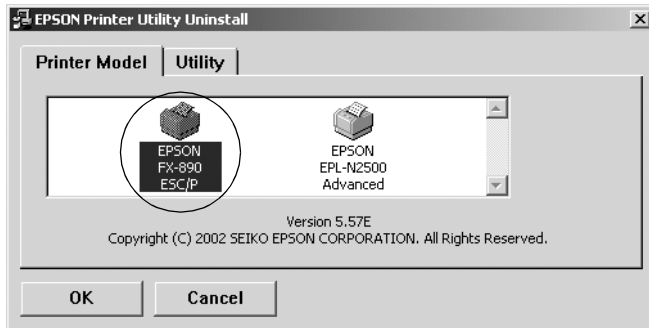 EPSON Printer Utility Uninstall
Printer Model
Utility
EPSON
FX-890
ESC/P
EPSON
EPL-N2500
Advanced
Version 5.57E
Copyright (C) 2002 SEIKO EPSON CORPORATION. All Rights Reserved.
OK
Cancel